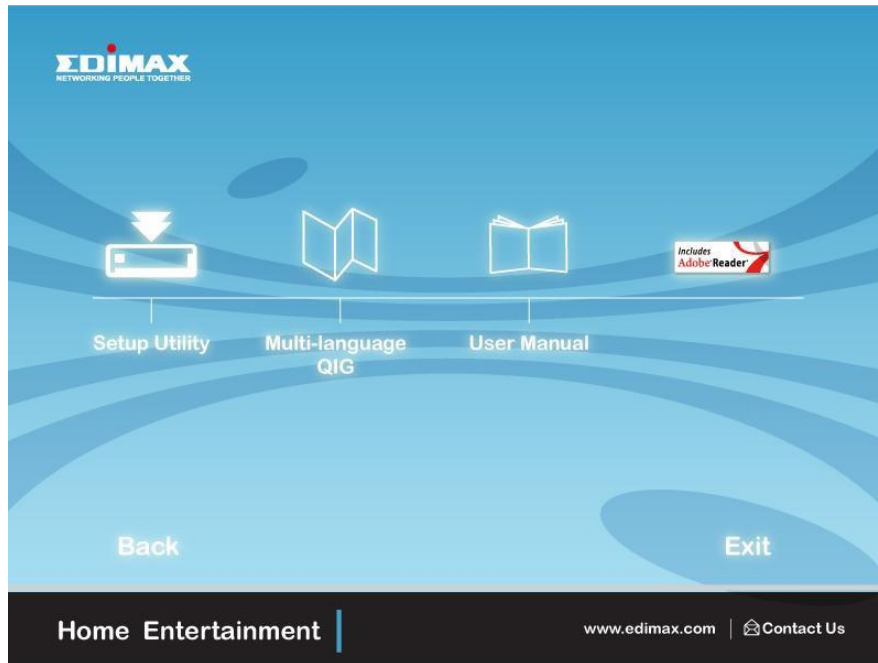 EDIMAX
NETWORKING PEOPLE TOGETHER
Includes
Adobe Reader
Setup Utility
Multi-language
QIG
User Manual
Back
Exit
Home Entertainment
www.edimax.com
Contact Us